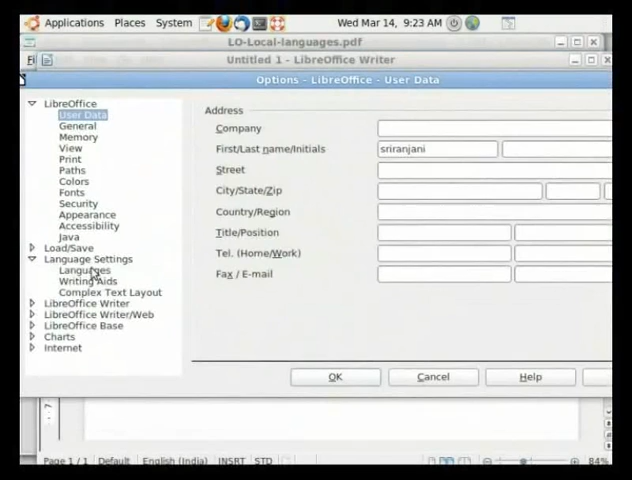 Applications Places System Wed Mar 14, 9:23 AM
LO-Local-languages.pdf
Untitled 1 - LibreOffice Writer
Options - LibreOffice - User Data
LibreOffice
User Data
General
Memory
View
Print
Paths
Colors
Fonts
Security
Appearance
Accessibility
Java
Load/Save
Language Settings
Languages
Writing Aids
Complex Text Layout
LibreOffice Writer
LibreOffice Writer/Web
LibreOffice Base
Charts
Internet
Address
Company
First/Last name/Initials sriranjani
Street
City/State/Zip
Country/Region
Title/Position
Tel. (Home/Work)
Fax / E-mail
OK Cancel Help
Page 1 / 1 Default English (India) INSRT STD 84%